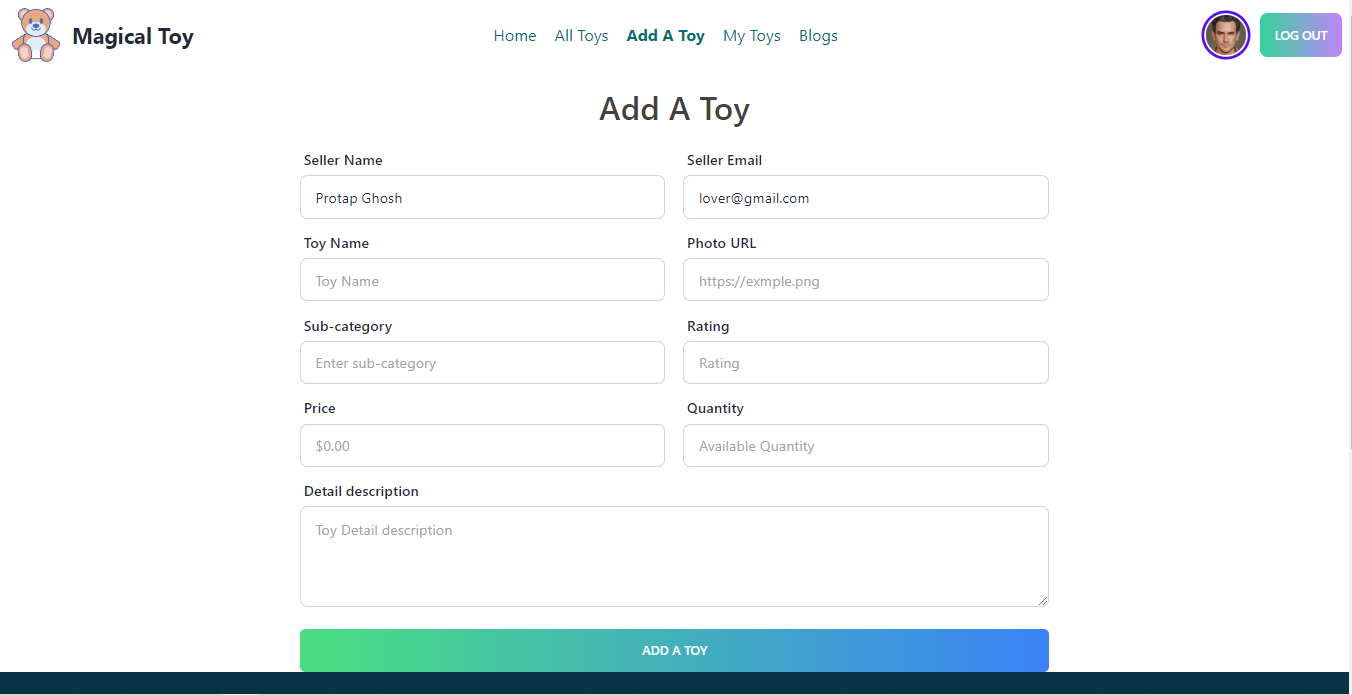 Magical Toy
Home All Toys Add A Toy My Toys Blogs
LOG OUT
Add A Toy
Seller Name Seller Email
Protap Ghosh lover@gmail.com
Toy Name Photo URL
Toy Name https://exmple.png
Sub-category Rating
Enter sub-category Rating
Price Quantity
$0.00 Available Quantity
Detail description
Toy Detail description
ADD A TOY